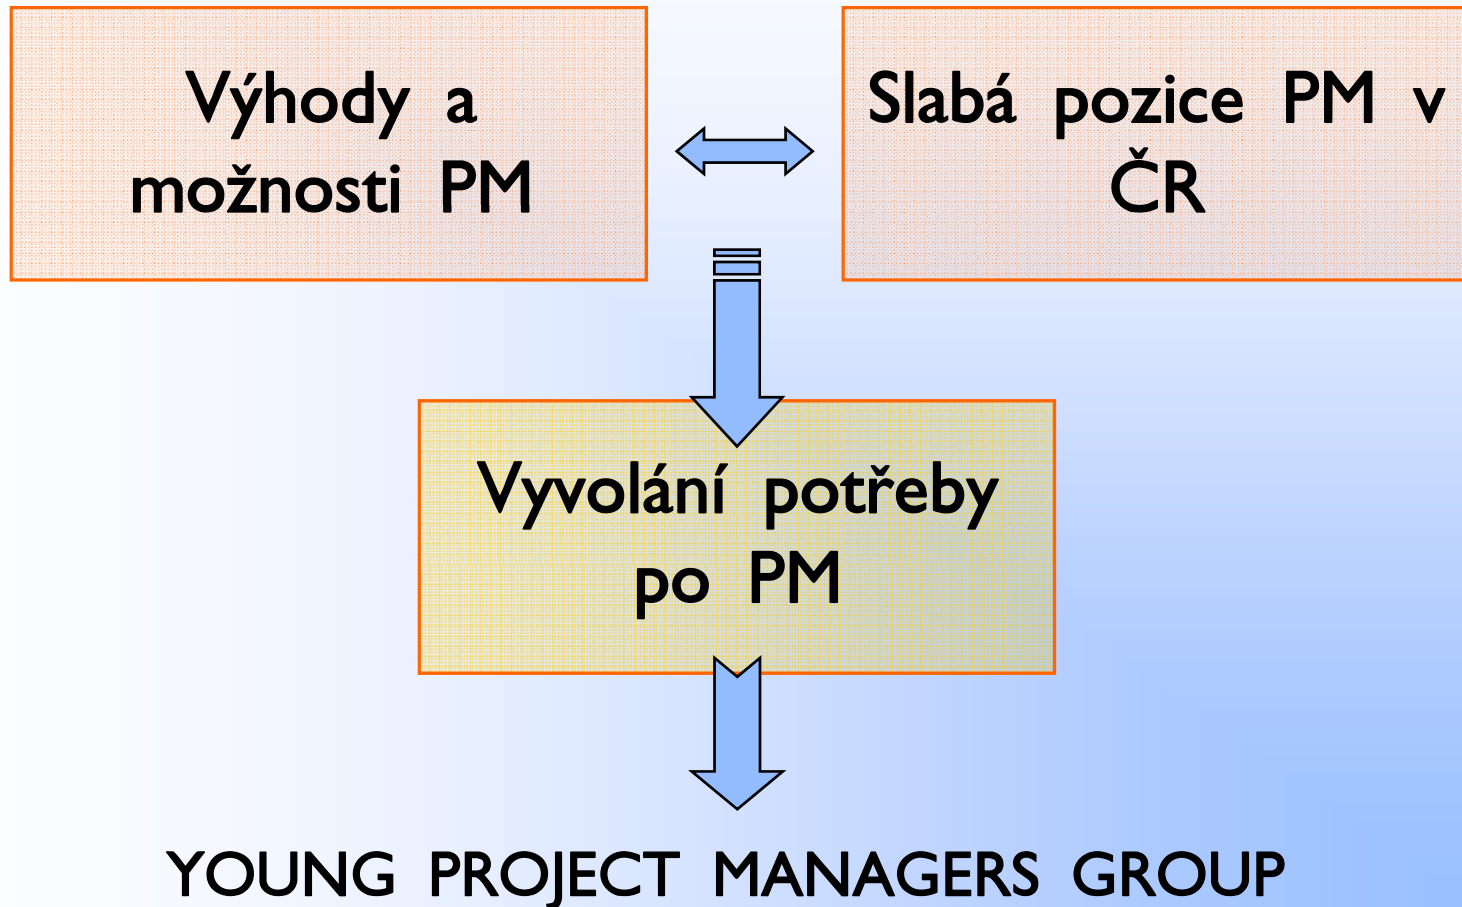 Výhody a
možnosti PM
Slabá pozice PM v
ČR
Vyvolání potřeby
po PM
YOUNG PROJECT MANAGERS GROUP